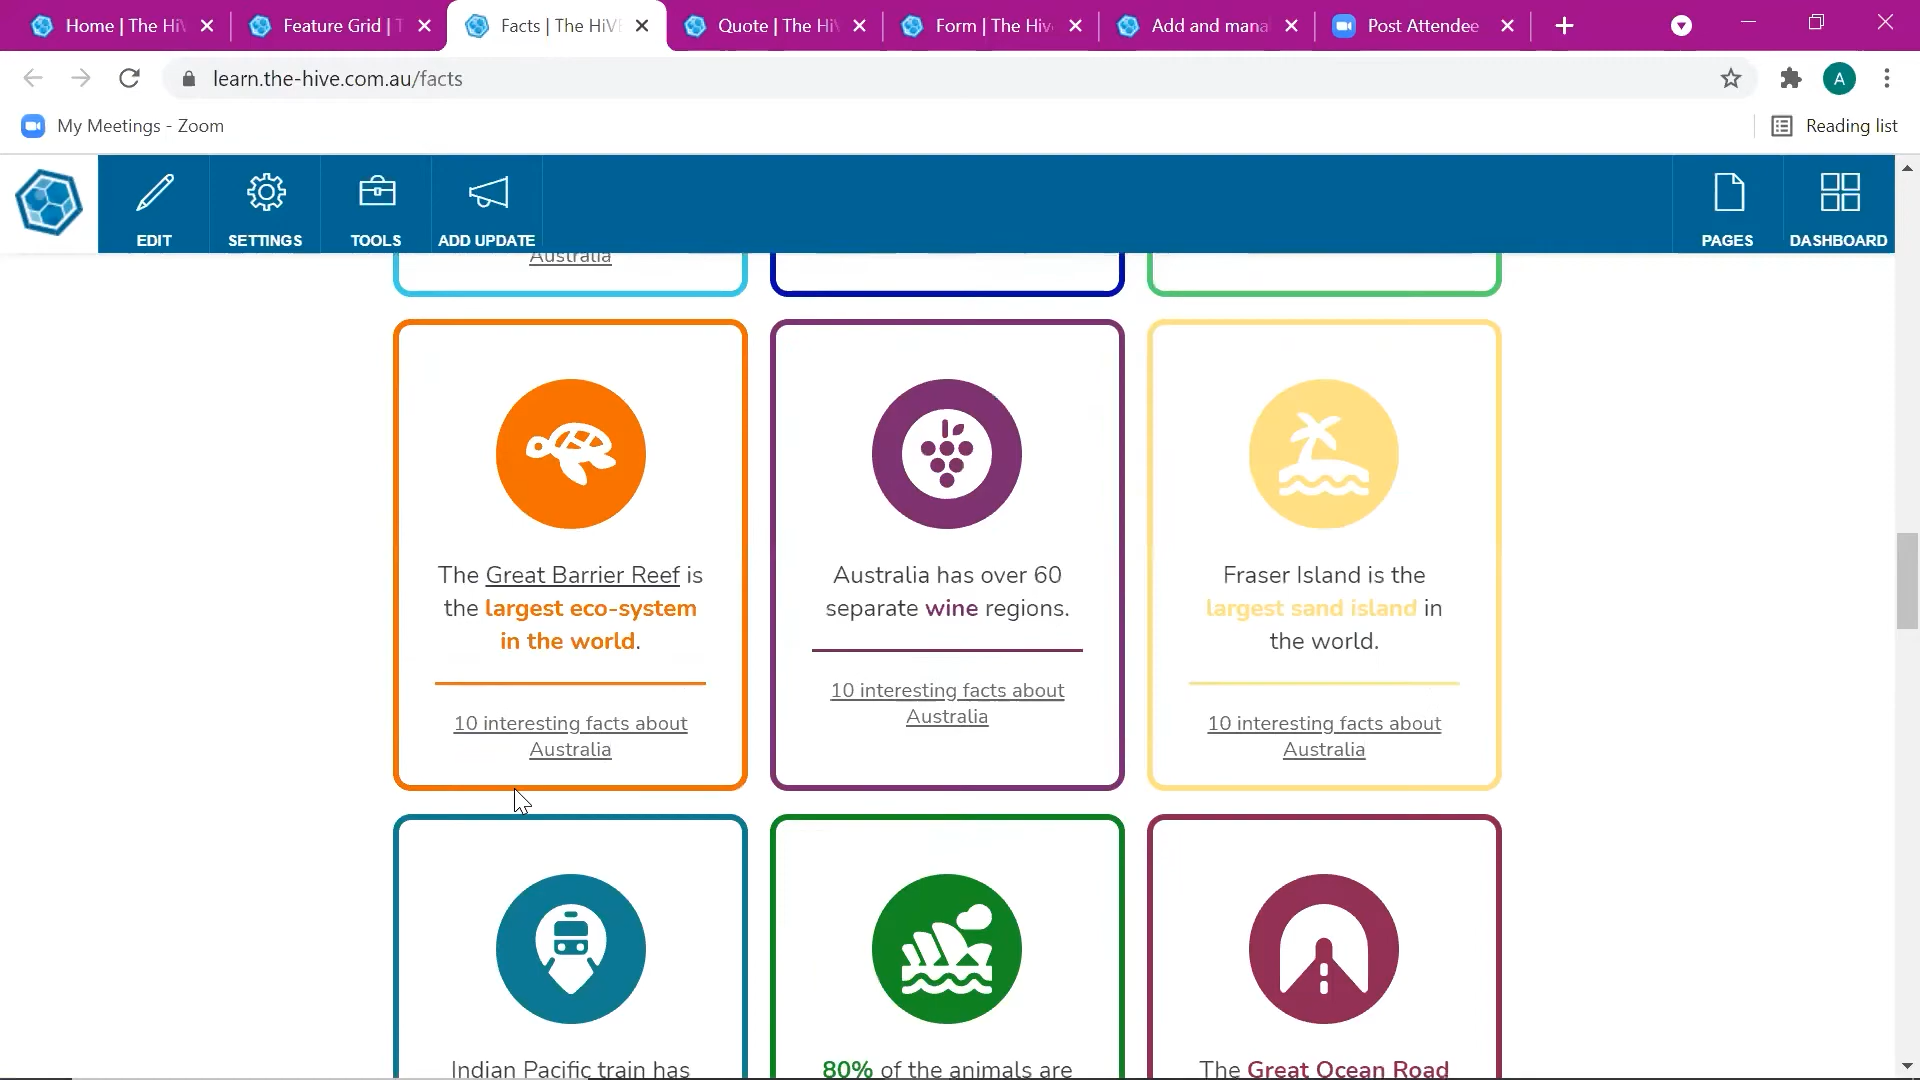 Home | The Hi
Feature Grid | T
Facts | The HiVE
Quote | The Hi
Form | The Hiv
Add and mana
Post Attendee
learn.the-hive.com.au/facts
A
My Meetings - Zoom
Reading list
EDIT
SETTINGS
TOOLS
ADD UPDATE
PAGES
DASHBOARD
Australia
The Great Barrier Reef is
the largest eco-system
in the world.
10 interesting facts about
Australia
Australia has over 60
separate wine regions.
10 interesting facts about
Australia
Fraser Island is the
largest sand island in
the world.
10 interesting facts about
Australia
Indian Pacific train has
80% of the animals are
The Great Ocean Road